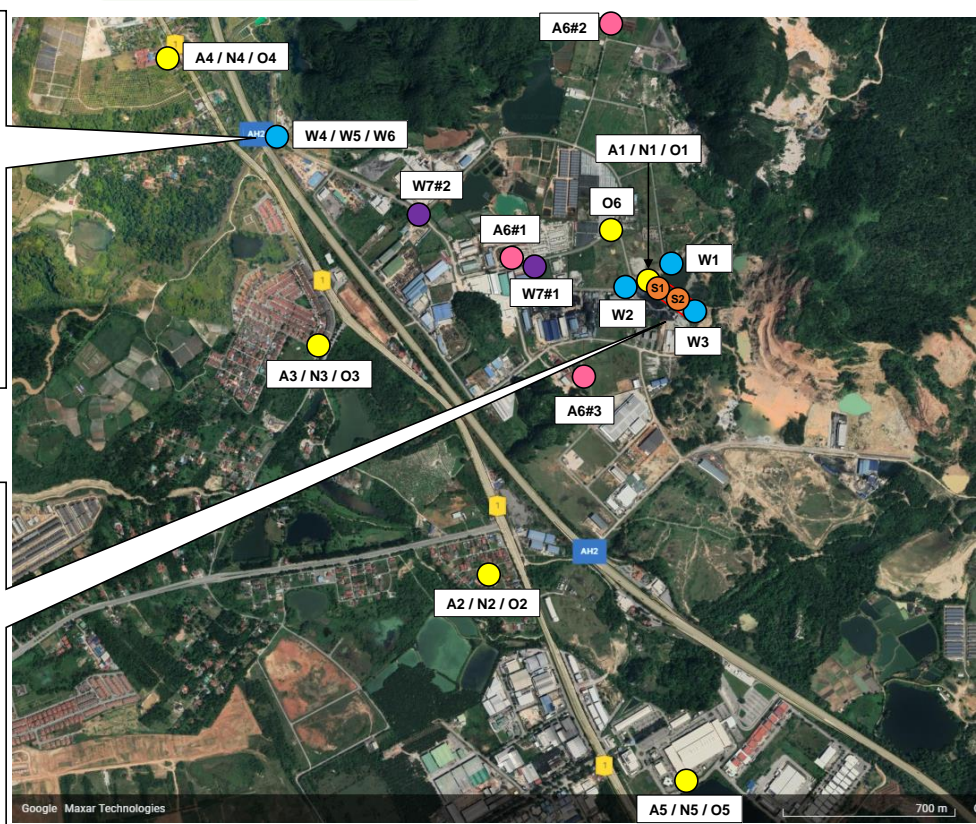 A6#2
1
A4 / N4 / O4
AH2
W4 / W5 / W6
A1 / N1 / O1
W7#2
O6
A6#1
W1
W7#1
S1
S2
1
W2
W3
A3 / N3 / O3
A6#3
1
AH2
A2 / N2 / O2
1
A5 / N5 / O5
Google Maxar Technologies
700 m